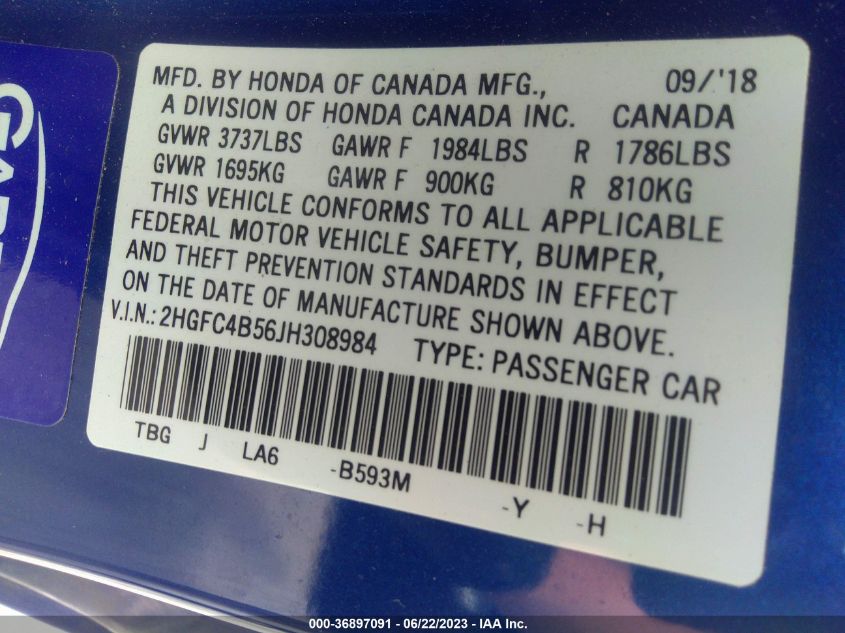 MFD. BY HONDA OF CANADA MFG., 09/'18
A DIVISION OF HONDA CANADA INC. CANADA
GVWR 3737LBS GAWR F 1984LBS R 1786LBS
GVWR 1695KG GAWR F 900KG R 810KG
THIS VEHICLE CONFORMS TO ALL APPLICABLE
FEDERAL MOTOR VEHICLE SAFETY, BUMPER,
AND THEFT PREVENTION STANDARDS IN EFFECT
ON THE DATE OF MANUFACTURE SHOWN ABOVE.
V.I.N.: 2HGFC4B56JH308984 TYPE: PASSENGER CAR
TBG J LA6 -B593M -Y -H
000-36897091 - 06/22/2023 - IAA Inc.